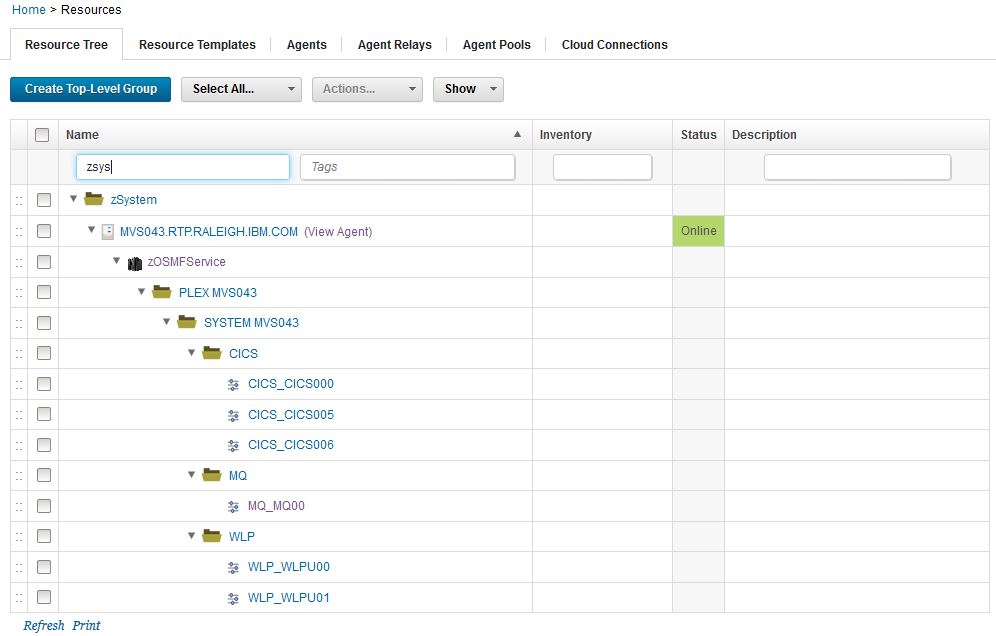 Home > Resources
Resource Tree Resource Templates Agents Agent Relays Agent Pools Cloud Connections
Create Top-Level Group Select All... Actions... Show
Name Inventory Status Description
zsys Tags
zSystem
MVS043.RTP.RALEIGH.IBM.COM (View Agent) Online
zOSMFService
PLEX MVS043
SYSTEM MVS043
CICS
CICS_CICS000
CICS_CICS005
CICS_CICS006
MQ
MQ_MQ00
WLP
WLP_WLPU00
WLP_WLPU01
Refresh Print